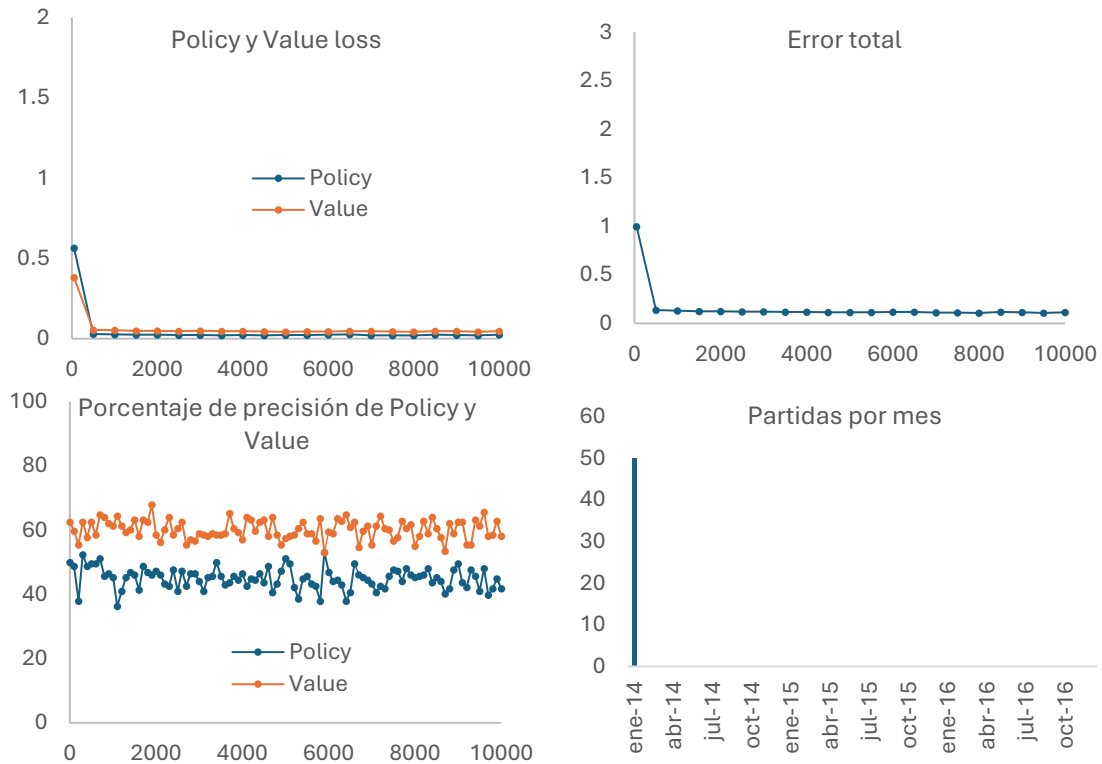 Policy y Value loss
2
1.5
1
0.5
0
Policy
Value
0 2000 4000 6000 8000 10000
Error total
3
2.5
2
1.5
1
0.5
0
0 2000 4000 6000 8000 10000
Porcentaje de precisión de Policy y
Value
100
80
60
40
20
0
Policy
Value
0 2000 4000 6000 8000 10000
Partidas por mes
60
50
40
30
20
10
0
ene-14
abr-14
jul-14
oct-14
ene-15
abr-15
jul-15
oct-15
ene-16
abr-16
jul-16
oct-16